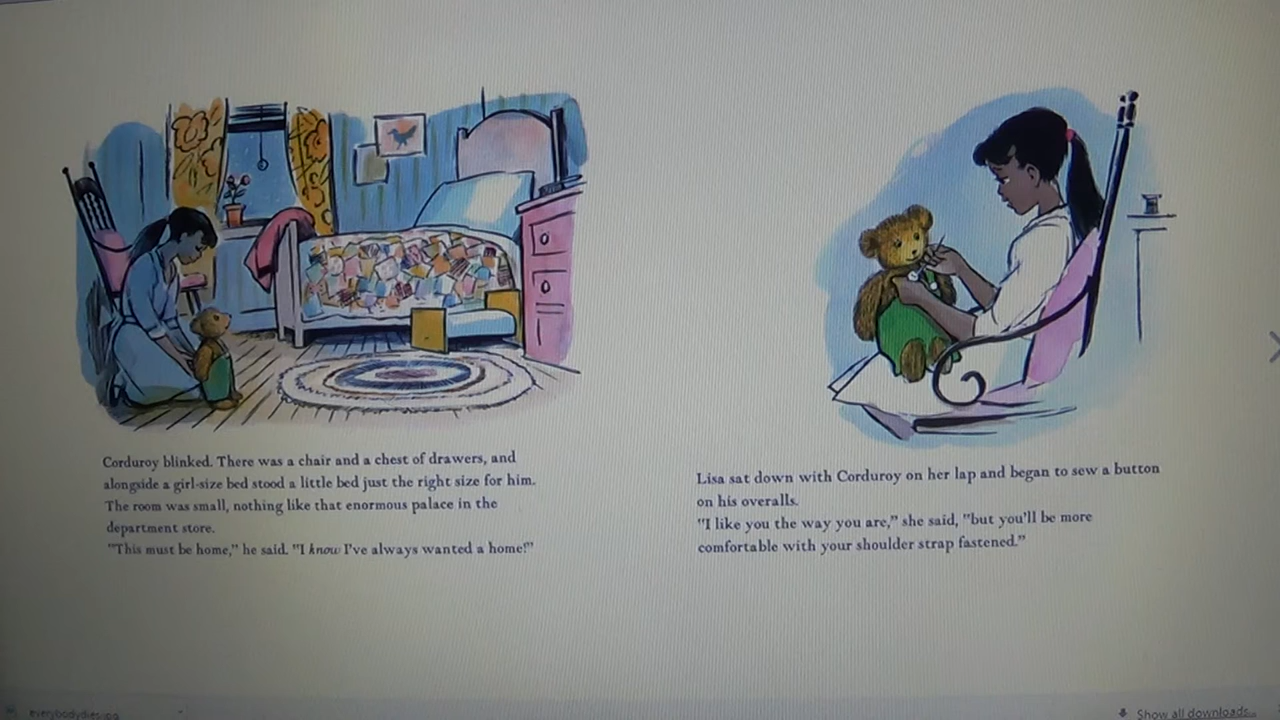 Corduroy blinked. There was a chair and a chest of drawers, and
alongside a girl-size bed stood a little bed just the right size for him.
The room was small, nothing like that enormous palace in the
department store.
"This must be home," he said. "I know I've always wanted a home!"
Lisa sat down with Corduroy on her lap and began to sew a button
on his overalls.
"I like you the way you are," she said, "but you'll be more
comfortable with your shoulder strap fastened."
Show all downloads...